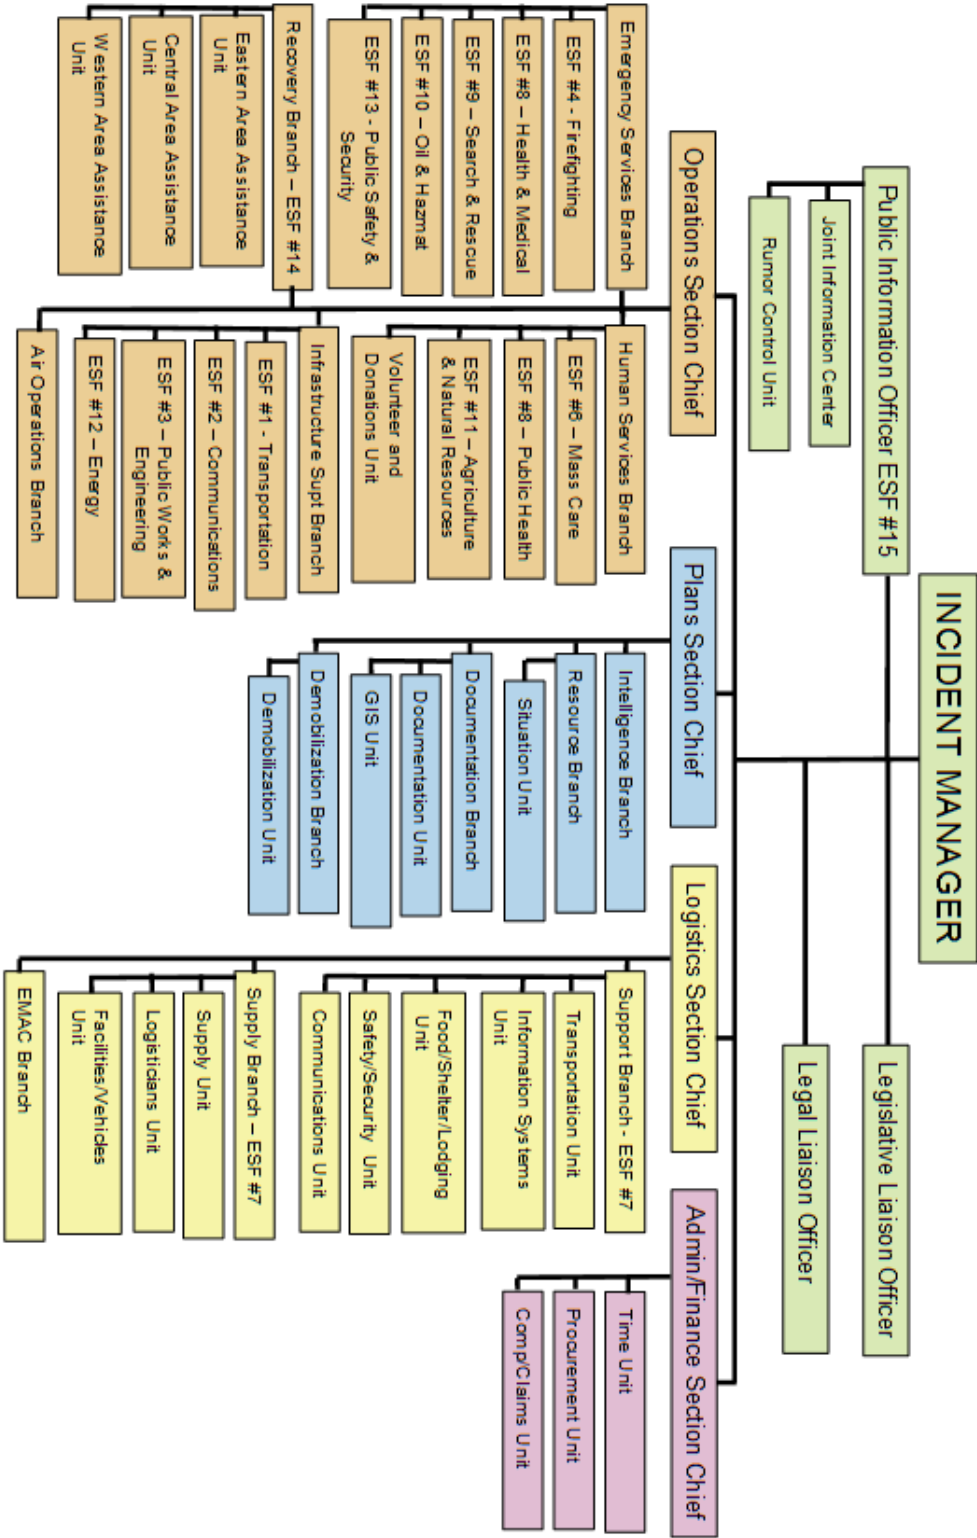 INCIDENT MANAGER
Public Information Officer ESF #15
Joint Information Center
Rumor Control Unit
Legislative Liaison Officer
Legal Liaison Officer
Operations Section Chief
Emergency Services Branch
ESF #4 - Firefighting
ESF #8 – Health & Medical
ESF #9 – Search & Rescue
ESF #10 – Oil & Hazmat
ESF #13 - Public Safety &
Security
Recovery Branch – ESF #14
Eastern Area Assistance
Unit
Central Area Assistance
Unit
Western Area Assistance
Unit
Human Services Branch
ESF #6 – Mass Care
ESF #8 – Public Health
ESF #11 – Agriculture
& Natural Resources
Volunteer and
Donations Unit
Infrastructure Supt Branch
ESF #1 - Transportation
ESF #2 – Communications
ESF #3 – Public Works &
Engineering
ESF #12 – Energy
Air Operations Branch
Plans Section Chief
Intelligence Branch
Resource Branch
Situation Unit
Documentation Branch
Documentation Unit
GIS Unit
Demobilization Branch
Demobilization Unit
Logistics Section Chief
Support Branch - ESF #7
Transportation Unit
Information Systems
Unit
Food/Shelter/Lodging
Unit
Safety/Security Unit
Communications Unit
Supply Branch – ESF #7
Supply Unit
Logisticians Unit
Facilities/Vehicles
Unit
EMAC Branch
Admin/Finance Section Chief
Time Unit
Procurement Unit
Comp/Claims Unit